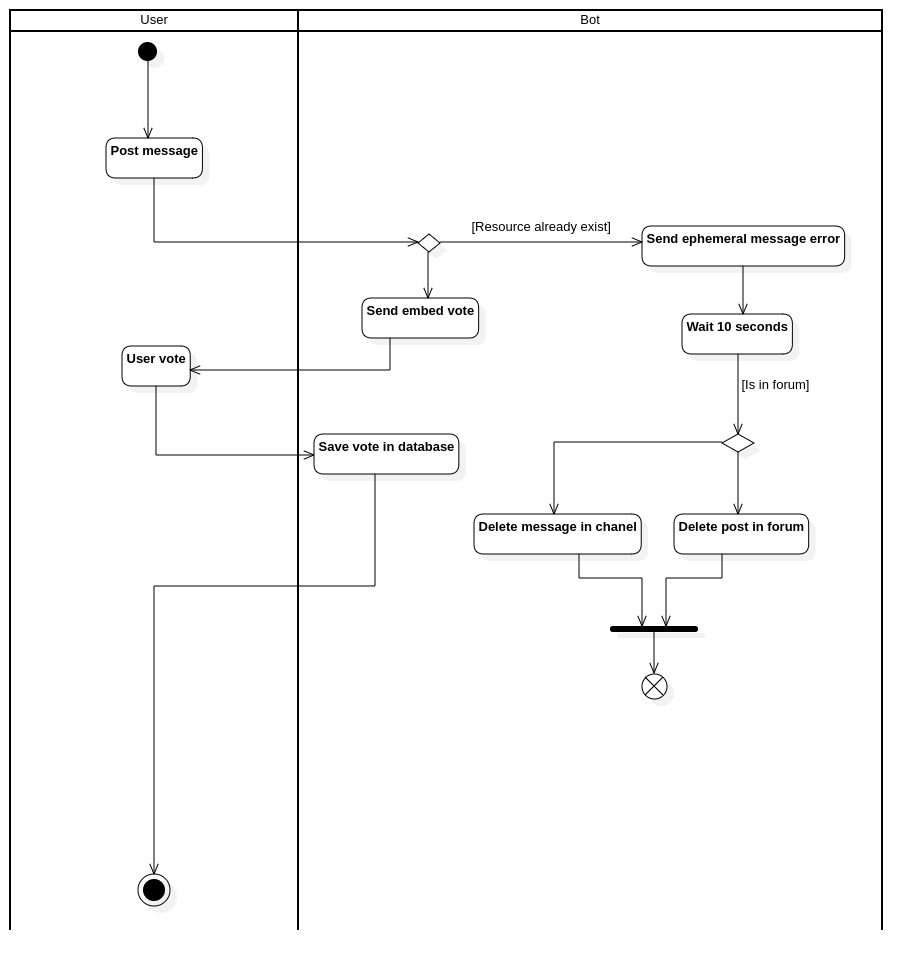 User
Bot
Post message
[Resource already exist]
Send ephemeral message error
Send embed vote
Wait 10 seconds
User vote
[Is in forum]
Save vote in database
Delete message in chanel
Delete post in forum